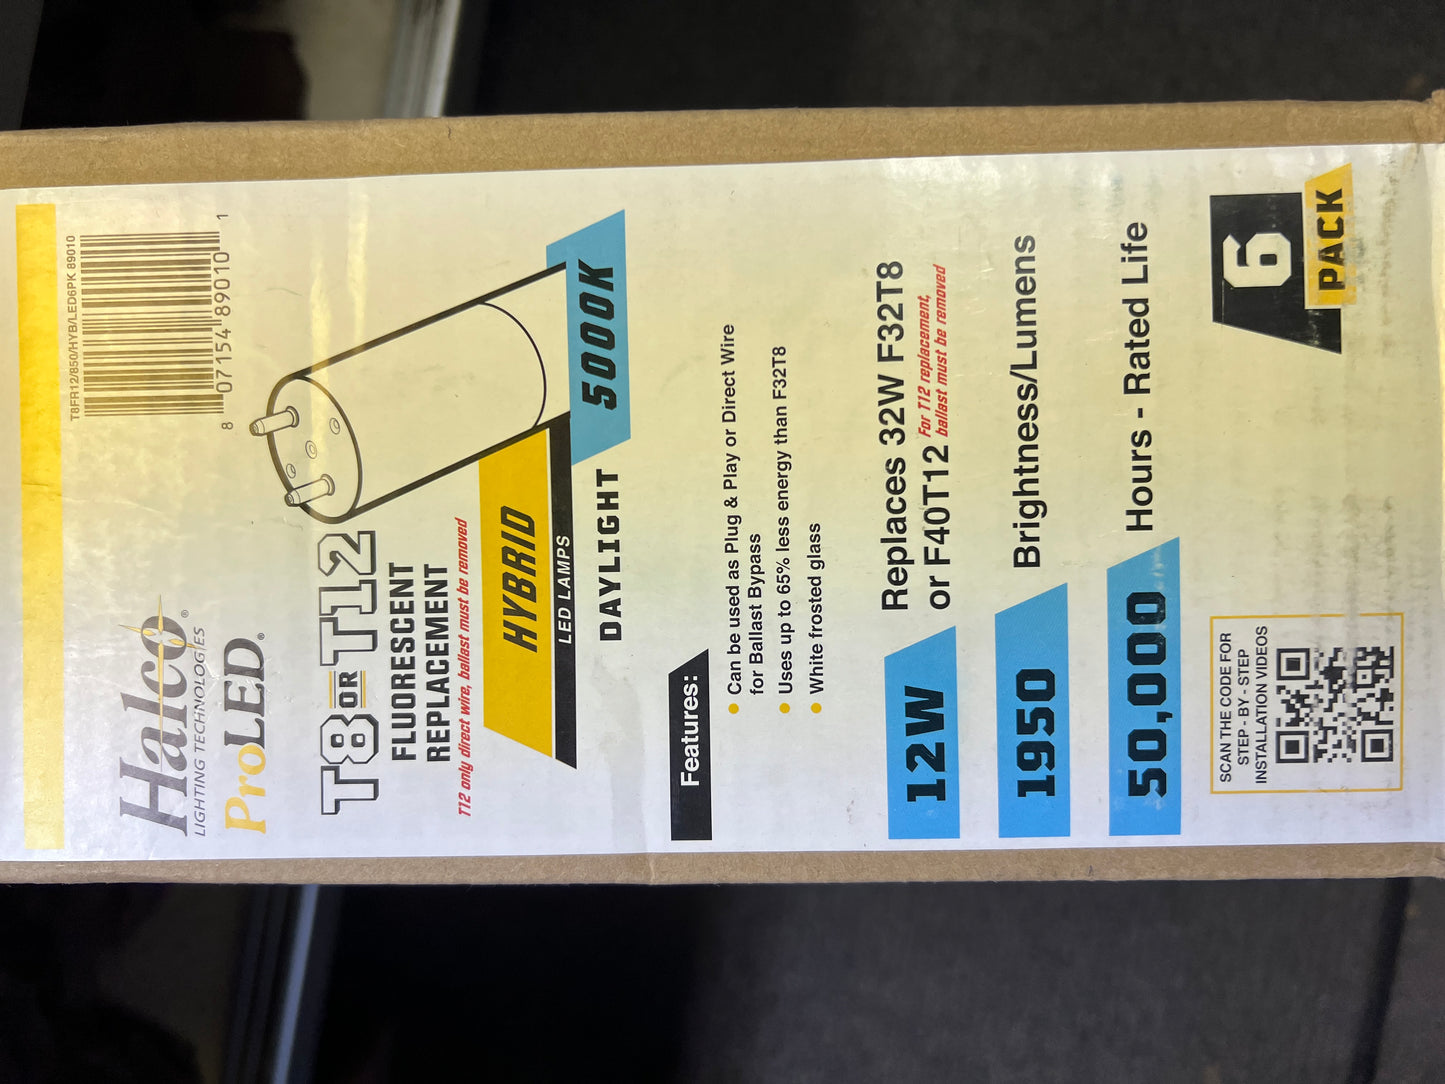 T8FR12/850/HYB/LED6PK 89010
8 07154 89010 1
Halco®
LIGHTING TECHNOLOGIES
ProLED®
T8 OR T12
FLUORESCENT
REPLACEMENT
T12 only direct wire, ballast must be removed
HYBRID
LED LAMPS
DAYLIGHT 5000K
Features:
Can be used as Plug & Play or Direct Wire
for Ballast Bypass
Uses up to 65% less energy than F32T8
White frosted glass
12W Replaces 32W F32T8
or F40T12 For T12 replacement,
ballast must be removed
1950 Brightness/Lumens
50,000 Hours - Rated Life
SCAN THE CODE FOR
STEP - BY - STEP
INSTALLATION VIDEOS
6
PACK